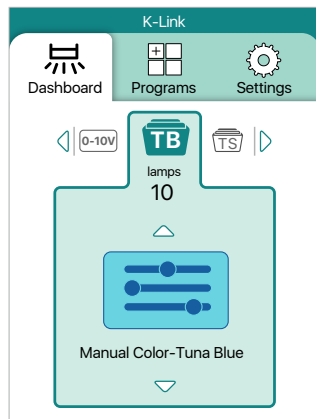 K-Link
Dashboard Programs Settings
0-10V TB TS
lamps
10
Manual Color-Tuna Blue